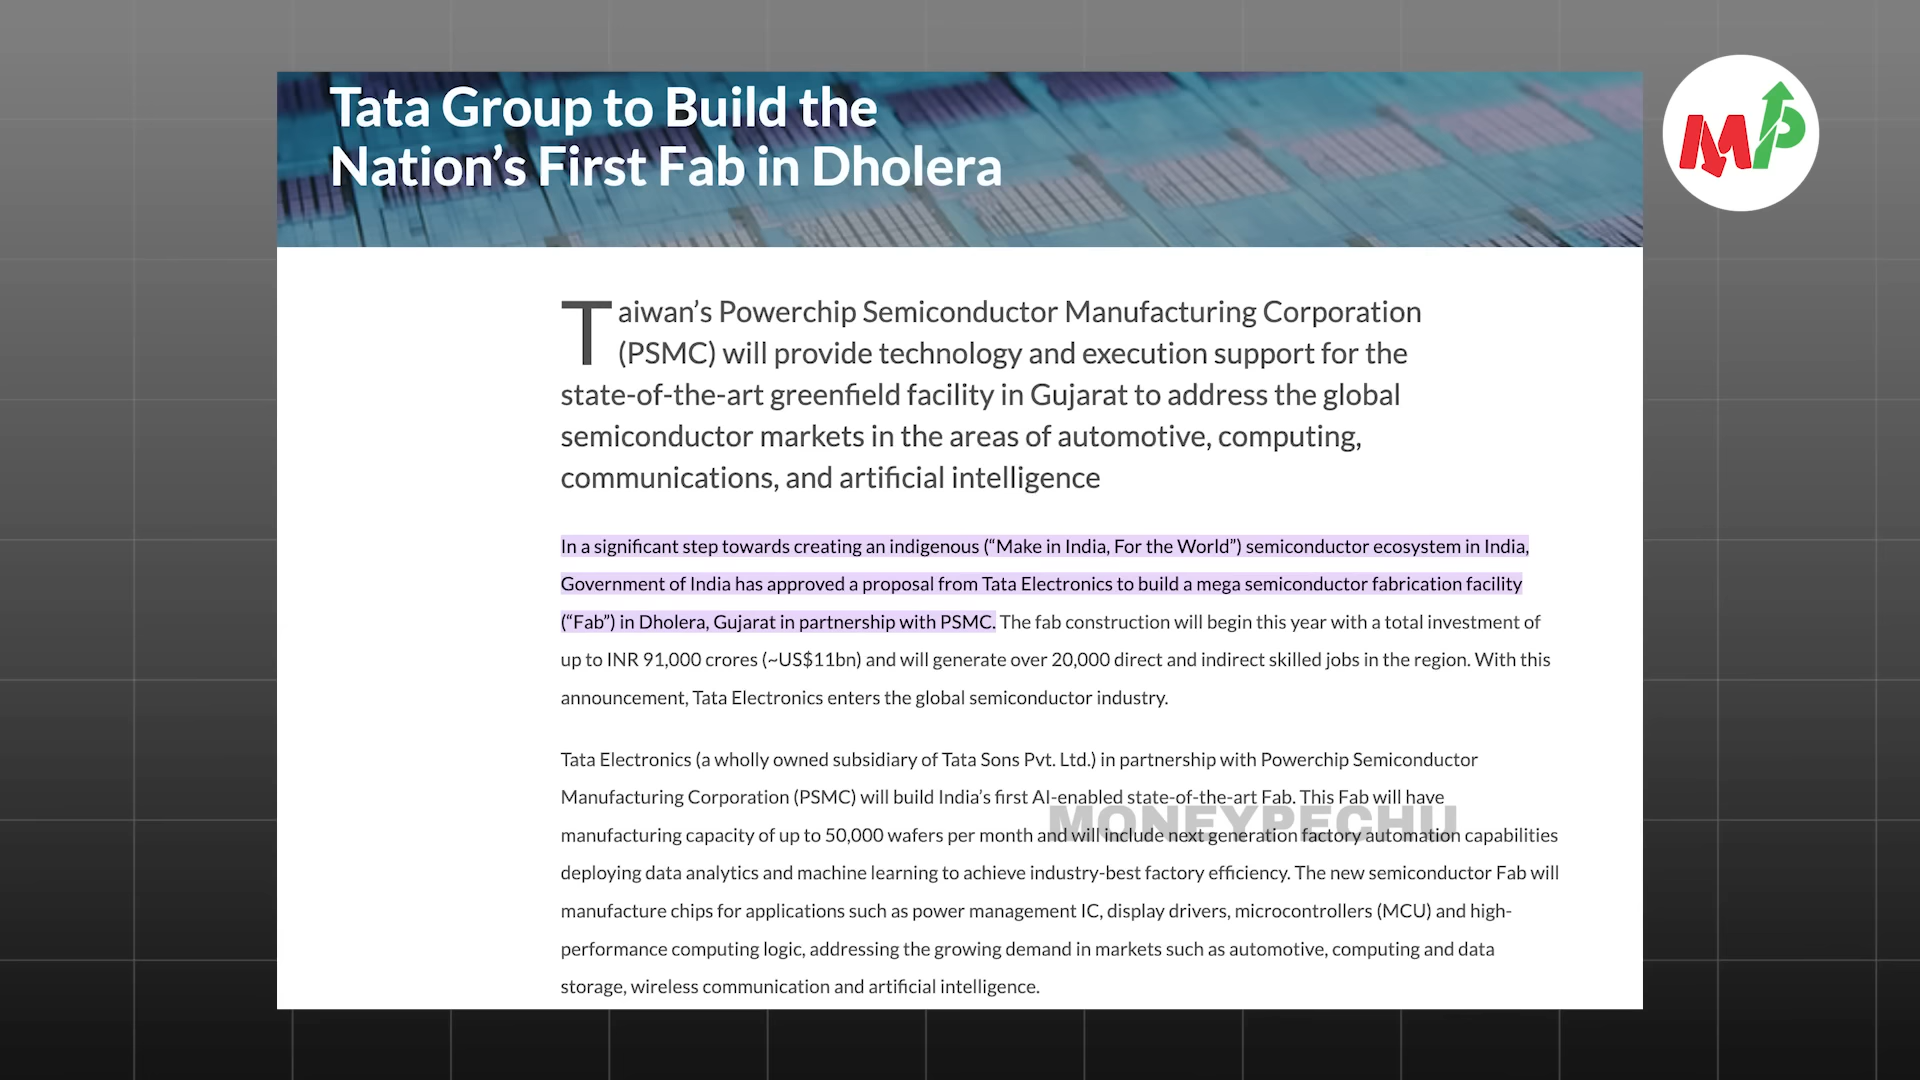 Tata Group to Build the
Nation’s First Fab in Dholera
MP
Taiwan’s Powerchip Semiconductor Manufacturing Corporation
(PSMC) will provide technology and execution support for the
state-of-the-art greenfield facility in Gujarat to address the global
semiconductor markets in the areas of automotive, computing,
communications, and artificial intelligence
In a significant step towards creating an indigenous (“Make in India, For the World”) semiconductor ecosystem in India,
Government of India has approved a proposal from Tata Electronics to build a mega semiconductor fabrication facility
(“Fab”) in Dholera, Gujarat in partnership with PSMC. The fab construction will begin this year with a total investment of
up to INR 91,000 crores (~US$11bn) and will generate over 20,000 direct and indirect skilled jobs in the region. With this
announcement, Tata Electronics enters the global semiconductor industry.
Tata Electronics (a wholly owned subsidiary of Tata Sons Pvt. Ltd.) in partnership with Powerchip Semiconductor
Manufacturing Corporation (PSMC) will build India’s first AI-enabled state-of-the-art Fab. This Fab will have
MONEYPECHU
manufacturing capacity of up to 50,000 wafers per month and will include next generation factory automation capabilities
deploying data analytics and machine learning to achieve industry-best factory efficiency. The new semiconductor Fab will
manufacture chips for applications such as power management IC, display drivers, microcontrollers (MCU) and high-
performance computing logic, addressing the growing demand in markets such as automotive, computing and data
storage, wireless communication and artificial intelligence.